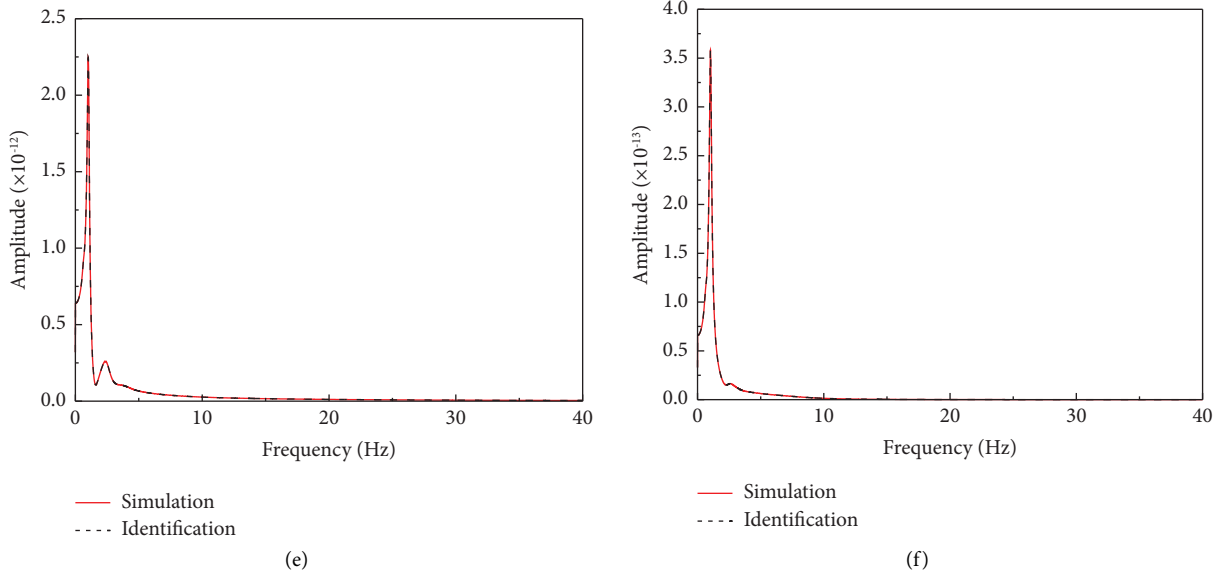 2.5
2.0
1.5
1.0
0.5
0.0
Amplitude (×10-12)
0
10
20
30
40
Frequency (Hz)
Simulation
Identification
(e)
4.0
3.5
3.0
2.5
2.0
1.5
1.0
0.5
0.0
Amplitude (×10-13)
0
10
20
30
40
Frequency (Hz)
Simulation
Identification
(f)